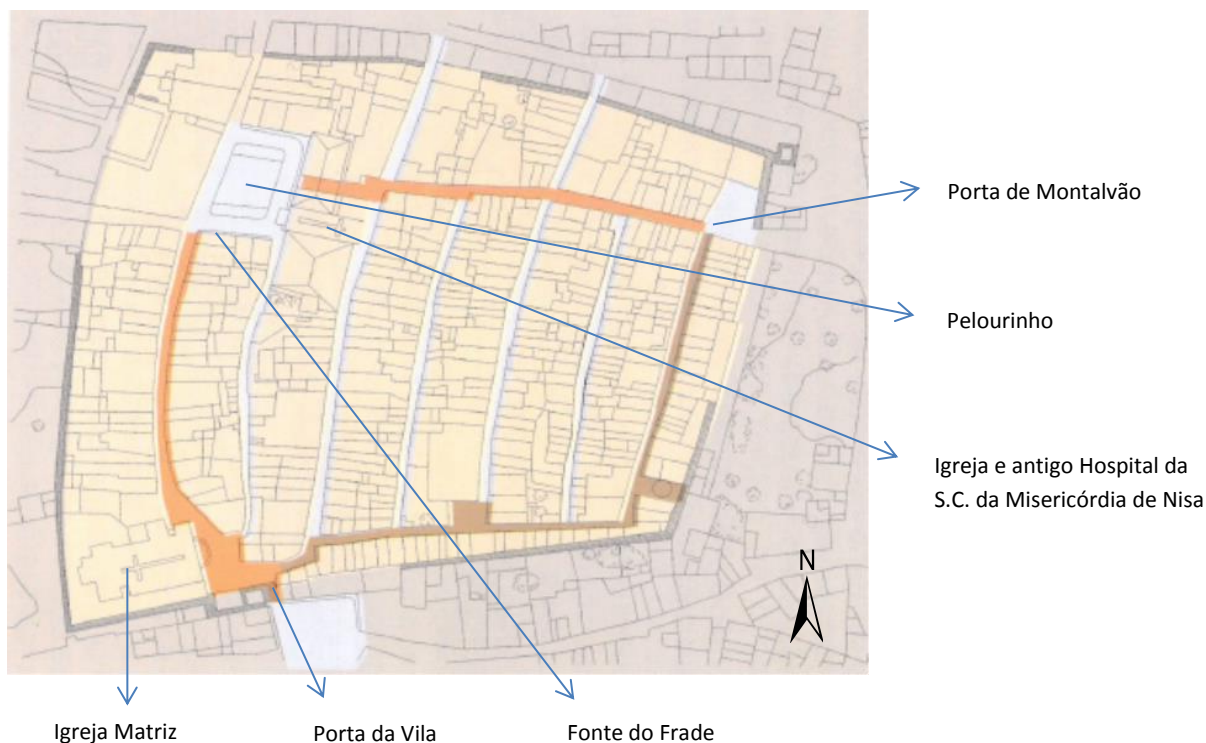 Porta de Montalvão
Pelourinho
Igreja e antigo Hospital da
S.C. da Misericórdia de Nisa
N
Igreja Matriz
Porta da Vila
Fonte do Frade